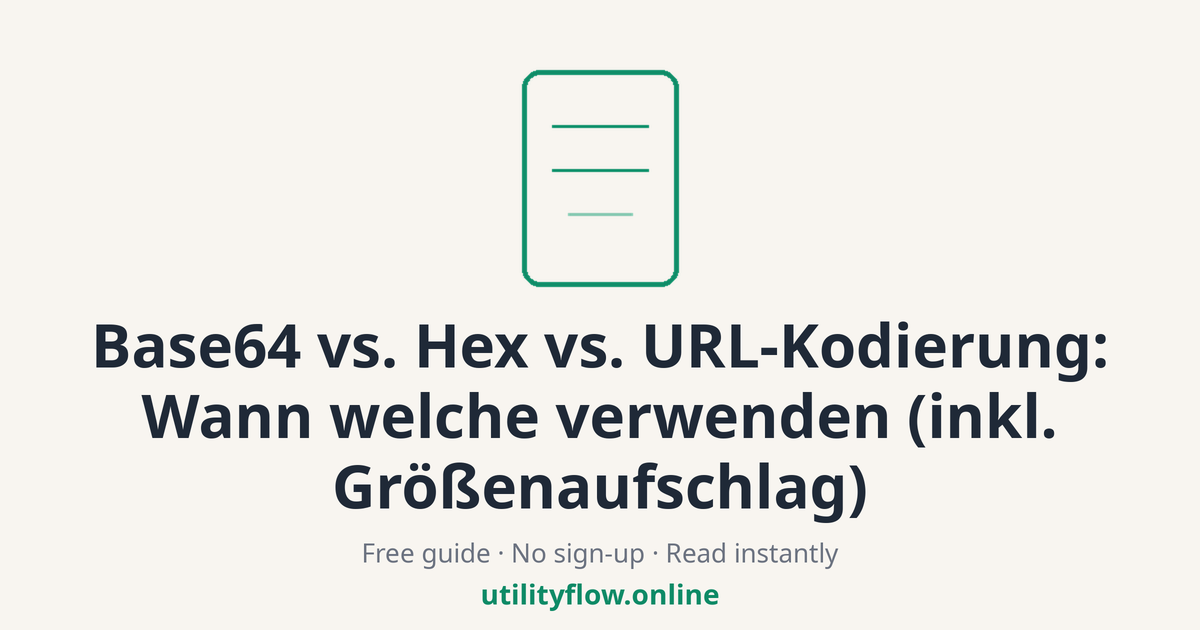 Base64 vs. Hex vs. URL-Kodierung:
Wann welche verwenden (inkl.
Größenaufschlag)
Free guide · No sign-up · Read instantly
utilityflow.online